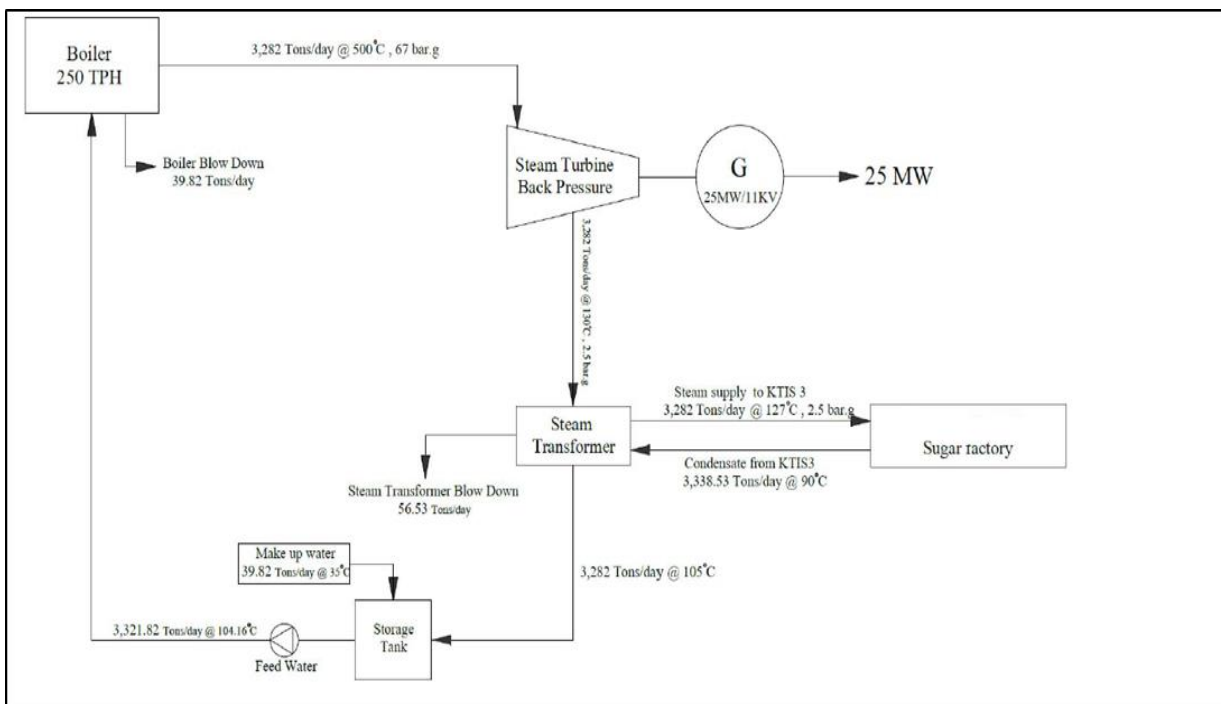 Boiler
250 TPH
3,282 Tons/day @ 500°C , 67 bar.g
Boiler Blow Down
39.82 Tons/day
Steam Turbine
Back Pressure
G
25MW/11KV
25 MW
3,282 Tons/day @ 130°C , 2.5 bar.g
Steam
Transformer
Steam supply to KTIS 3
3,282 Tons/day @ 127°C , 2.5 bar.g
Condensate from KTIS3
3,338.53 Tons/day @ 90°C
Sugar ractory
Steam Transformer Blow Down
56.53 Tons/day
Make up water
39.82 Tons/day @ 35°C
3,282 Tons/day @ 105°C
3,321.82 Tons/day @ 104.16°C
Feed Water
Storage
Tank